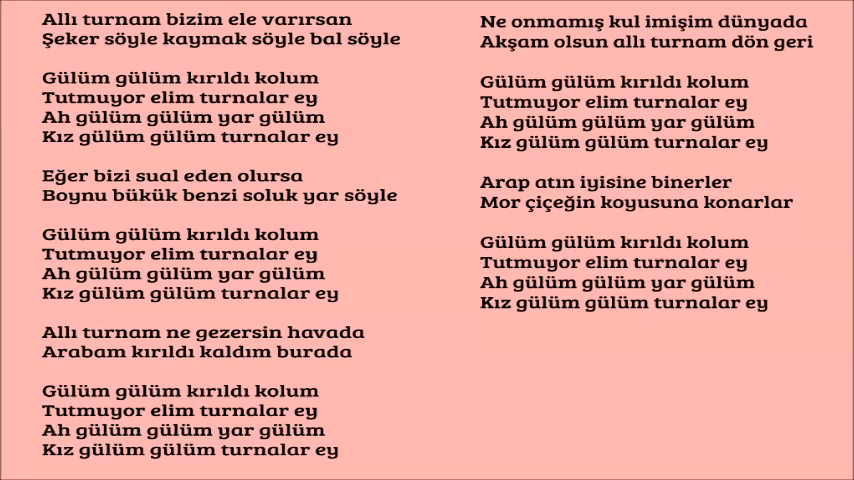 Allı turnam bizim ele varırsan
Şeker söyle kaymak söyle bal söyle
Gülüm gülüm kırıldı kolum
Tutmuyor elim turnalar ey
Ah gülüm gülüm yar gülüm
Kız gülüm gülüm turnalar ey
Eğer bizi sual eden olursa
Boynu bükük benzi soluk yar söyle
Gülüm gülüm kırıldı kolum
Tutmuyor elim turnalar ey
Ah gülüm gülüm yar gülüm
Kız gülüm gülüm turnalar ey
Allı turnam ne gezersin havada
Arabam kırıldı kaldım burada
Gülüm gülüm kırıldı kolum
Tutmuyor elim turnalar ey
Ah gülüm gülüm yar gülüm
Kız gülüm gülüm turnalar ey
Ne onmamış kul imişim dünyada
Akşam olsun allı turnam dön geri
Gülüm gülüm kırıldı kolum
Tutmuyor elim turnalar ey
Ah gülüm gülüm yar gülüm
Kız gülüm gülüm turnalar ey
Arap atın iyisine binerler
Mor çiçeğin koyusuna konarlar
Gülüm gülüm kırıldı kolum
Tutmuyor elim turnalar ey
Ah gülüm gülüm yar gülüm
Kız gülüm gülüm turnalar ey